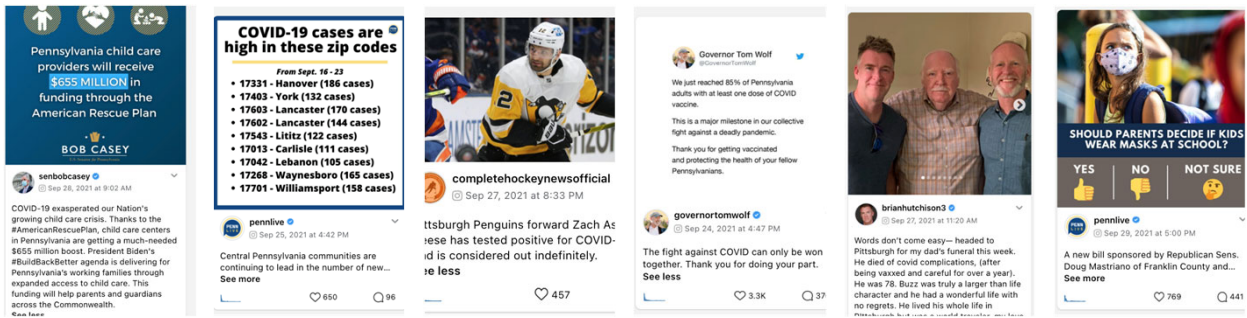 Pennsylvania child care
providers will receive
$655 MILLION in
funding through the
American Rescue Plan
BOB CASEY
senbobcasey
Sep 28, 2021 at 9:02 AM
COVID-19 exasperated our Nation's
growing child care crisis. Thanks to the
#AmericanRescuePlan, child care centers
in Pennsylvania are getting a much-needed
$655 million boost. President Biden's
#BuildBackBetter agenda is delivering for
Pennsylvania's working families through
expanded access to child care. This
funding will help parents and guardians
across the Commonwealth.
See less
COVID-19 cases are
high in these zip codes
From Sept. 16 - 23
• 17331 - Hanover (186 cases)
• 17403 - York (132 cases)
• 17603 - Lancaster (170 cases)
• 17602 - Lancaster (144 cases)
• 17543 - Lititz (122 cases)
• 17013 - Carlisle (111 cases)
• 17042 - Lebanon (105 cases)
• 17268 - Waynesboro (165 cases)
• 17701 - Williamsport (158 cases)
PENN
LIVE
pennlive
Sep 25, 2021 at 4:42 PM
Central Pennsylvania communities are
continuing to lead in the number of new...
See more
650
96
12
2
completehockeynewsofficial
Sep 27, 2021 at 8:33 PM
ttsburgh Penguins forward Zach As
ese has tested positive for COVID-
nd is considered out indefinitely.
ee less
457
Governor Tom Wolf
@GovernorTomWolf
We just reached 85% of Pennsylvania
adults with at least one dose of COVID
vaccine.
This is a major milestone in our collective
fight against a deadly pandemic.
Thank you for getting vaccinated
and protecting the health of your fellow
Pennsylvanians.
governortomwolf
Sep 24, 2021 at 4:47 PM
The fight against COVID can only be won
together. Thank you for doing your part.
See less
3.3K
37
brianhutchison3
Sep 27, 2021 at 11:20 AM
Words don't come easy— headed to
Pittsburgh for my dad's funeral this week.
He died of covid complications, (after
being vaxxed and careful for over a year).
He was 78. Buzz was truly a larger than life
character and he had a wonderful life with
no regrets. He lived his whole life in
SHOULD PARENTS DECIDE IF KIDS
WEAR MASKS AT SCHOOL?
YES NO NOT SURE
PENN
LIVE
pennlive
Sep 29, 2021 at 5:00 PM
A new bill sponsored by Republican Sens.
Doug Mastriano of Franklin County and...
See more
769
441